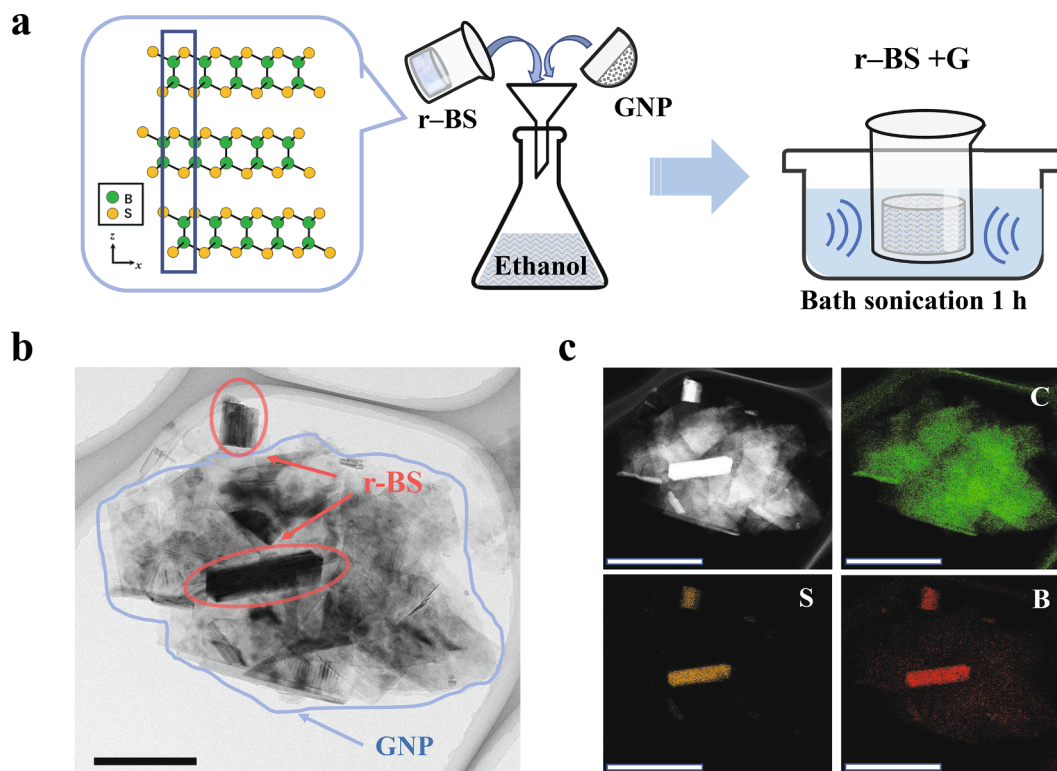 a
r–BS
GNP
Ethanol
r–BS +G
Bath sonication 1 h
B
S
z
x
b
r-BS
GNP
c
C
S
B